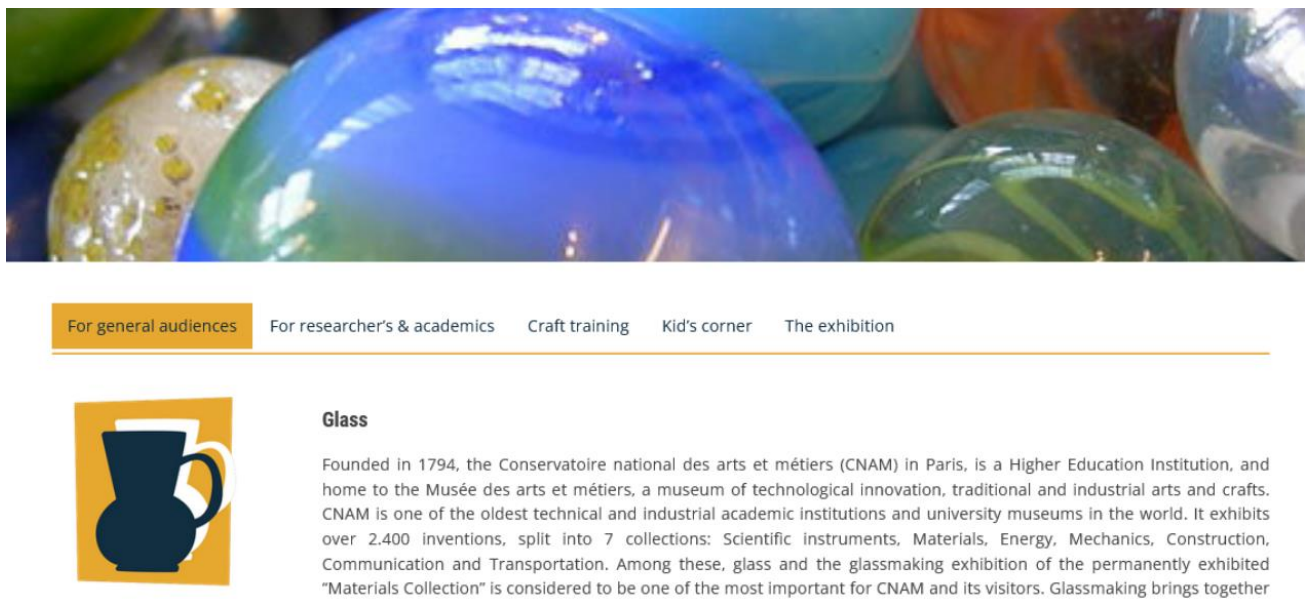 For general audiences For researcher's & academics Craft training Kid's corner The exhibition
Glass
Founded in 1794, the Conservatoire national des arts et métiers (CNAM) in Paris, is a Higher Education Institution, and
home to the Musée des arts et métiers, a museum of technological innovation, traditional and industrial arts and crafts.
CNAM is one of the oldest technical and industrial academic institutions and university museums in the world. It exhibits
over 2.400 inventions, split into 7 collections: Scientific instruments, Materials, Energy, Mechanics, Construction,
Communication and Transportation. Among these, glass and the glassmaking exhibition of the permanently exhibited
“Materials Collection” is considered to be one of the most important for CNAM and its visitors. Glassmaking brings together